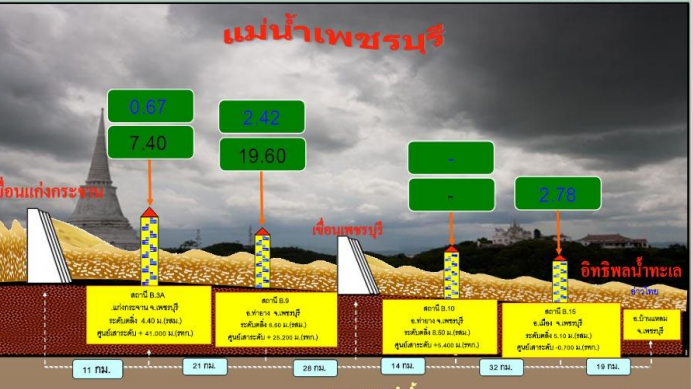 แม่น้ำเพชรบุรี
0.67
7.40
2.42
19.60
-
-
2.78
เขื่อนแก่งกระจาน
เขื่อนเพชรบุรี
อิทธิพลน้ำทะเล
อ่าวไทย
สถานี B.3A
อ.แก่งกระจาน จ.เพชรบุรี
ระดับตลิ่ง 4.40 ม.(รสม.)
ศูนย์เสาระดับ + 41.000 ม.(รทก.)
สถานี B.9
อ.ท่ายาง จ.เพชรบุรี
ระดับตลิ่ง 6.60 ม.(รสม.)
ศูนย์เสาระดับ + 25.200 ม.(รทก.)
สถานี B.10
อ.ท่ายาง จ.เพชรบุรี
ระดับตลิ่ง 8.50 ม.(รสม.)
ศูนย์เสาระดับ +5.400 ม.(รทก.)
สถานี B.15
อ.เมือง จ.เพชรบุรี
ระดับตลิ่ง 5.10 ม.(รสม.)
ศูนย์เสาระดับ -0.700 ม.(รทก.)
อ.บ้านแหลม
จ.เพชรบุรี
11 กม.
21 กม.
28 กม.
14 กม.
32 กม.
19 กม.